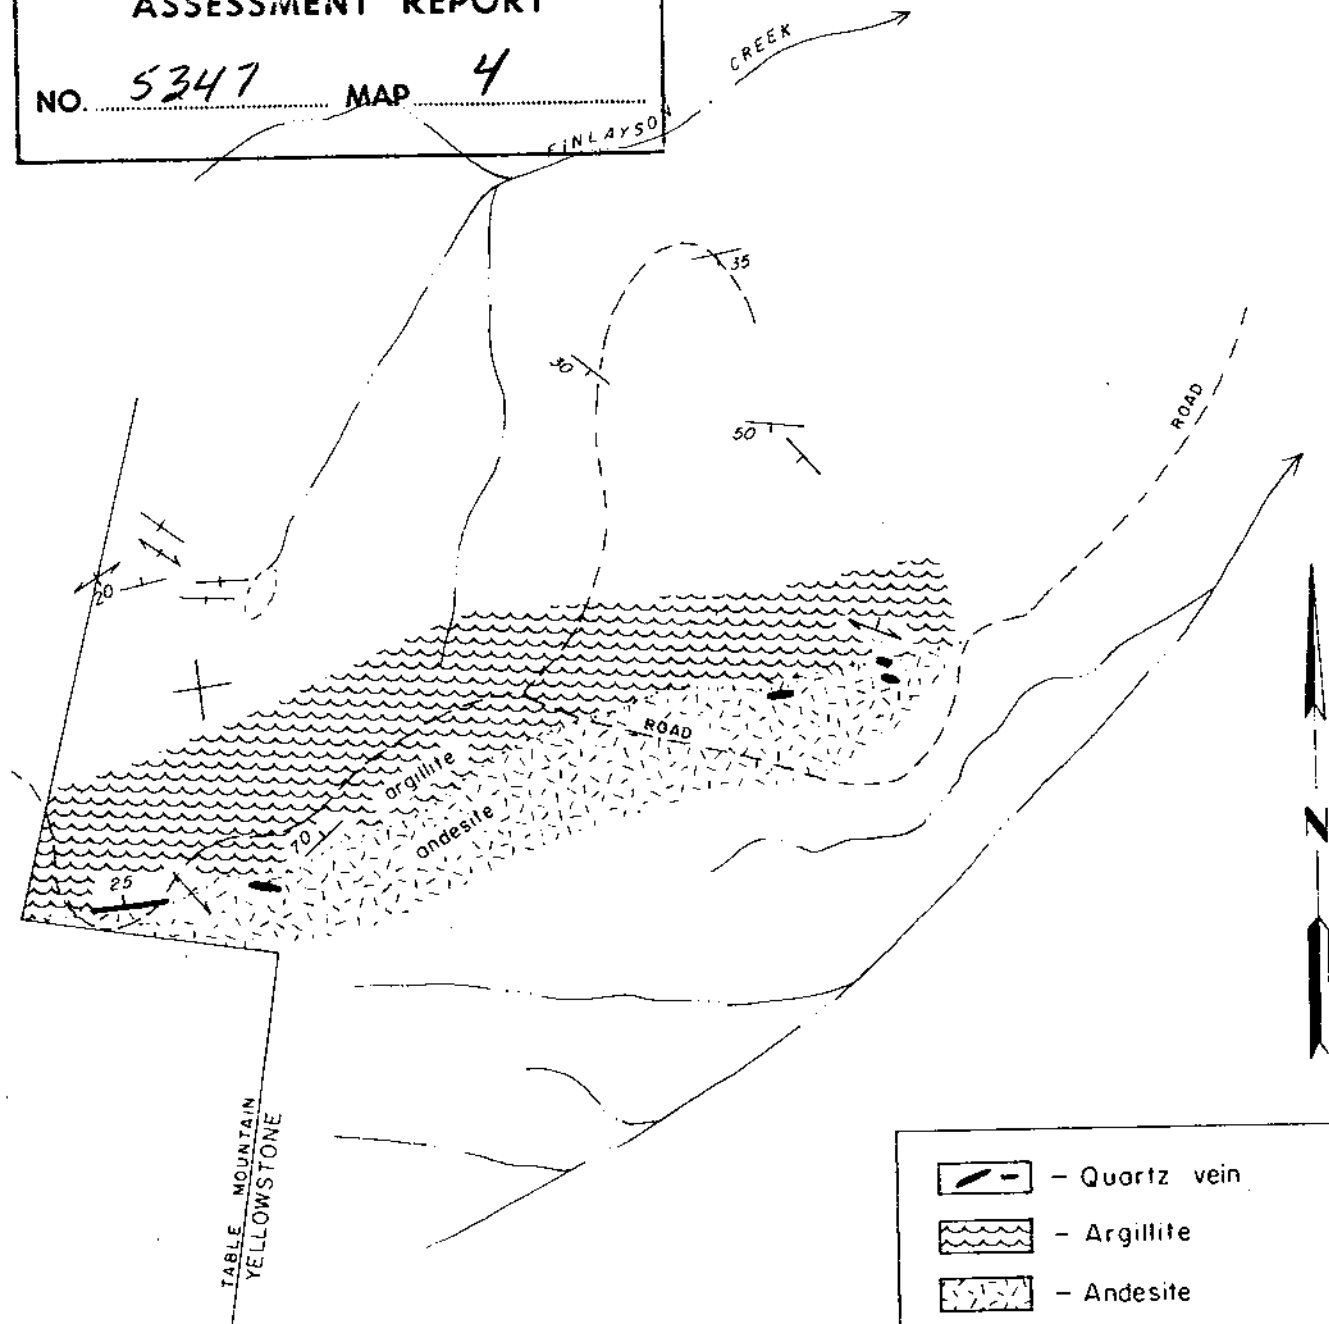 ASSESSMENT REPORT
NO. 5347 MAP 4
CREEK
FINLAYSON
35
30
50
ROAD
20
ROAD
argillite
andesite
70
25
N
TABLE MOUNTAIN
YELLOWSTONE
- Quartz vein
- Argillite
- Andesite